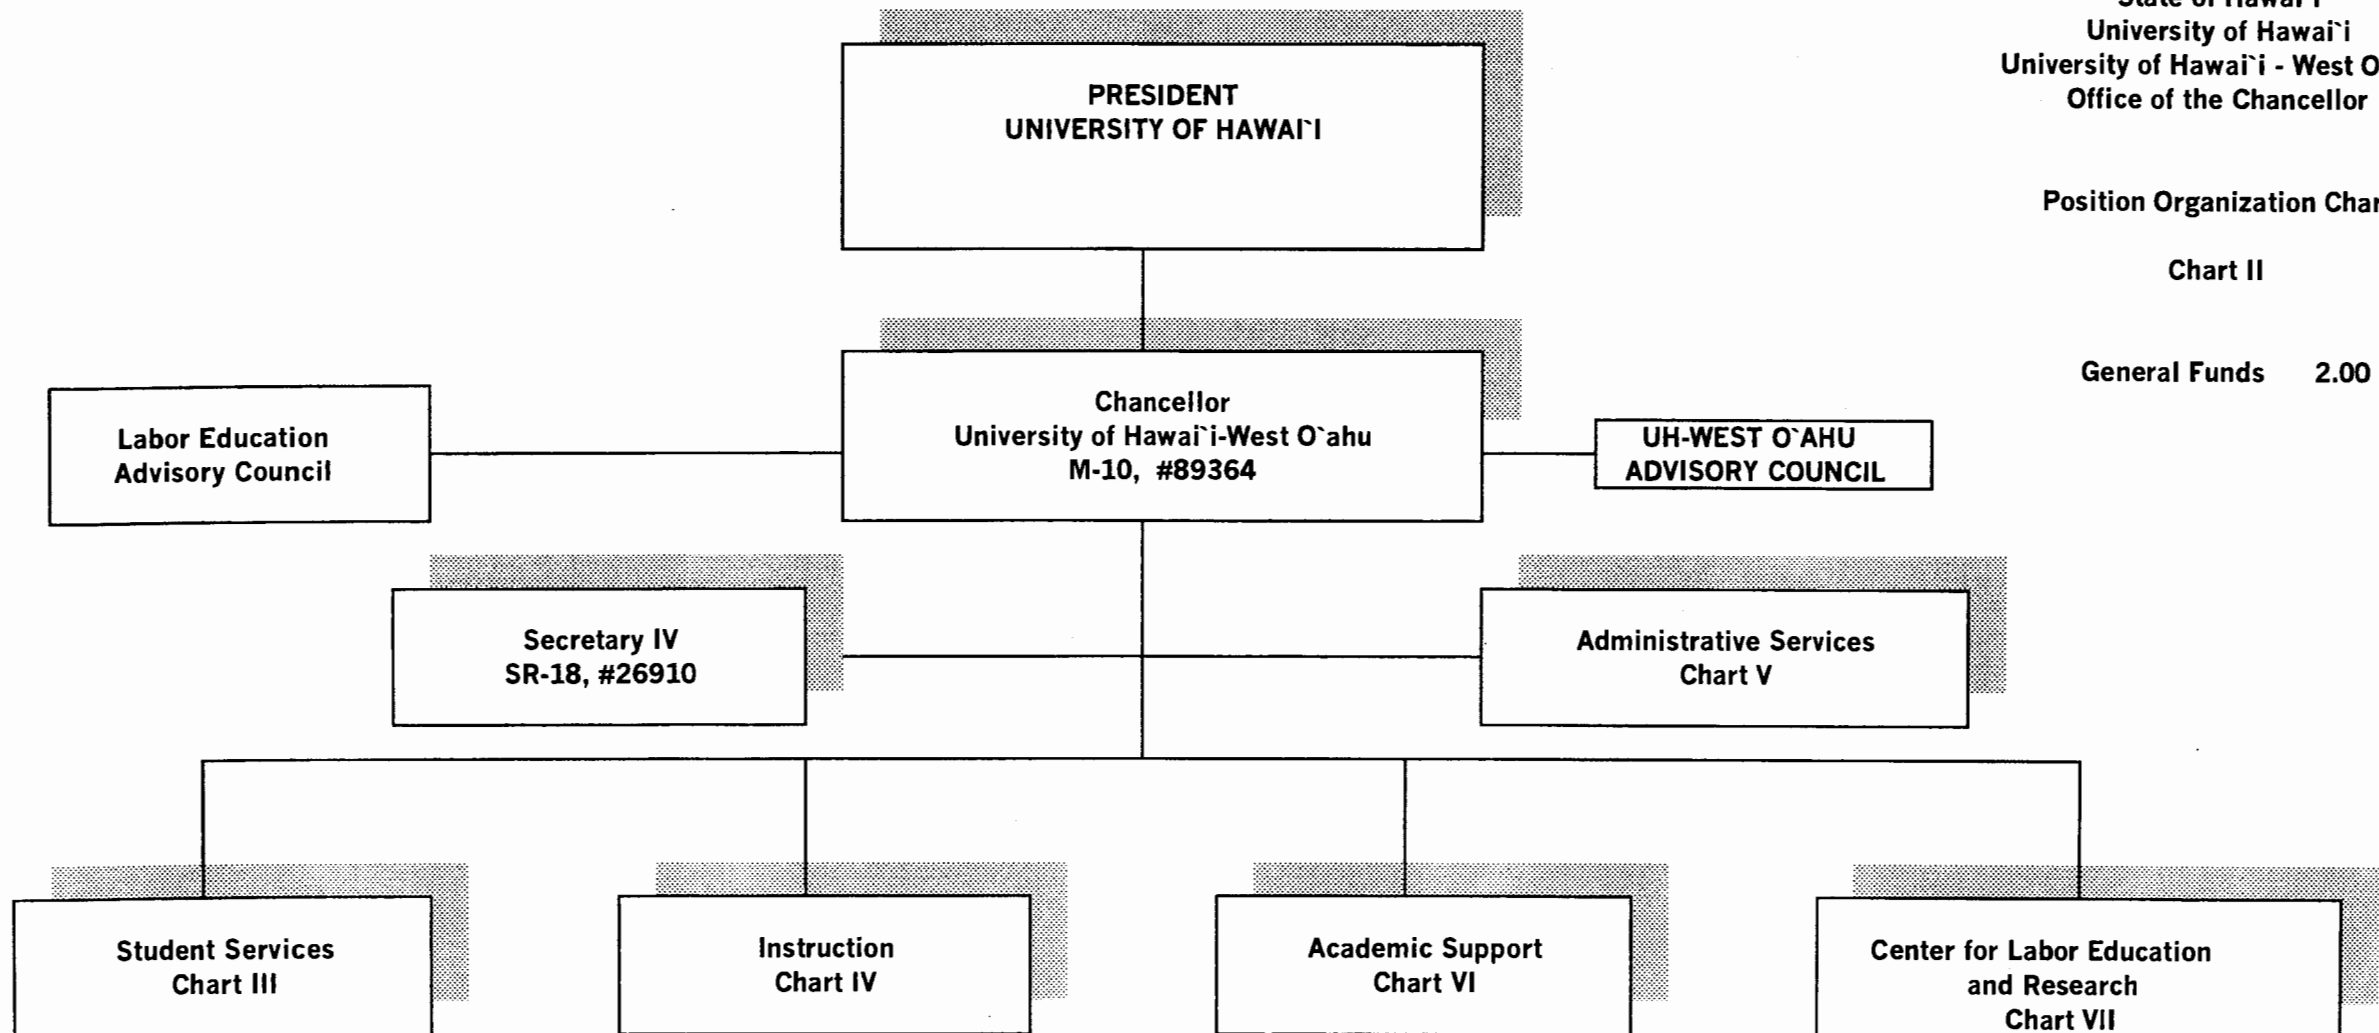 State of Hawai`i
University of Hawai`i
University of Hawai`i - West
Office of the Chancellor
Position Organization
Chart II
General Funds 2.00
PRESIDENT
UNIVERSITY OF HAWAI`I
Labor Education
Advisory Council
Chancellor
University of Hawai`i-West O`ahu
M-10, #89364
UH-WEST O`AHU
ADVISORY COUNCIL
Secretary IV
SR-18, #26910
Administrative Services
Chart V
Student Services
Chart III
Instruction
Chart IV
Academic Support
Chart VI
Center for Labor Education
and Research
Chart VII